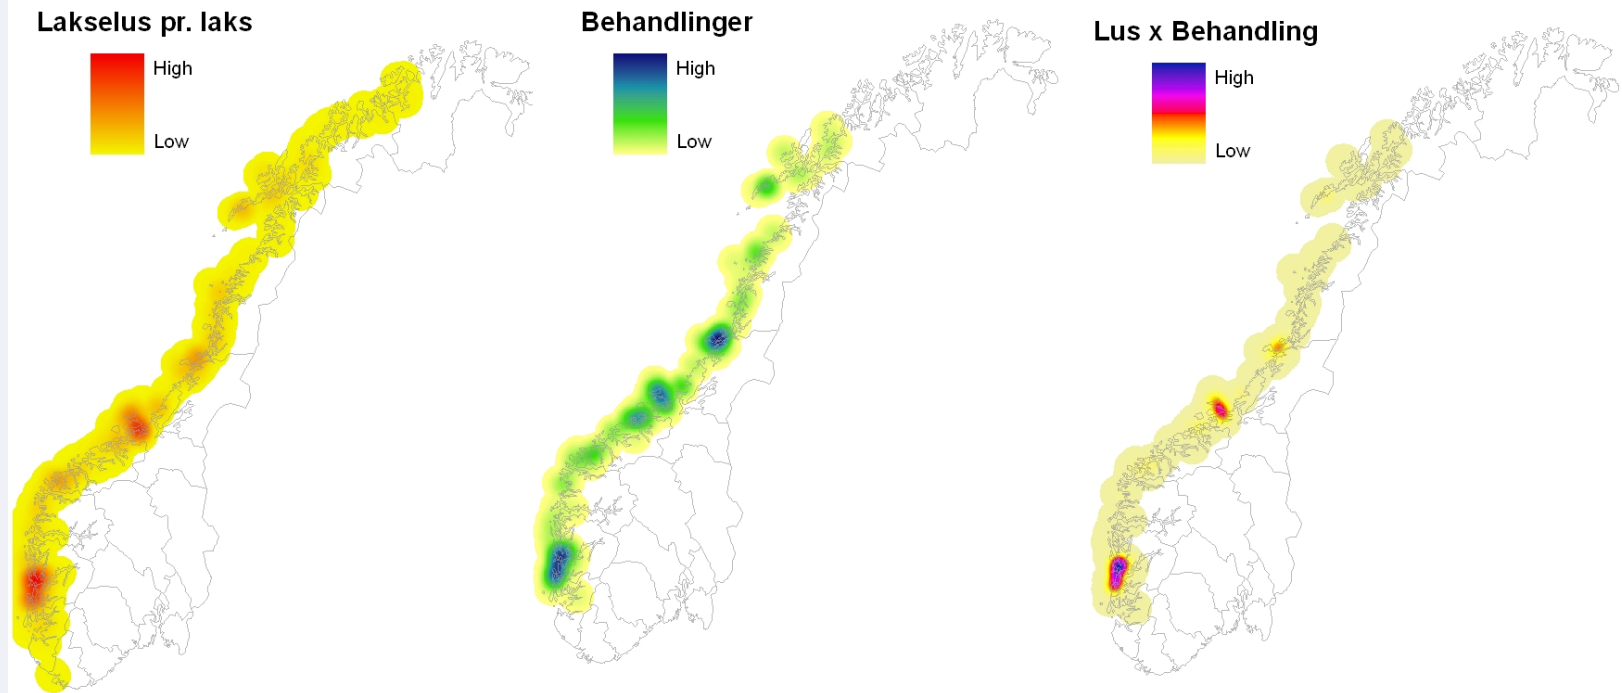 Lakselus pr. laks
High
Low
Behandlinger
High
Low
Lus x Behandling
High
Low